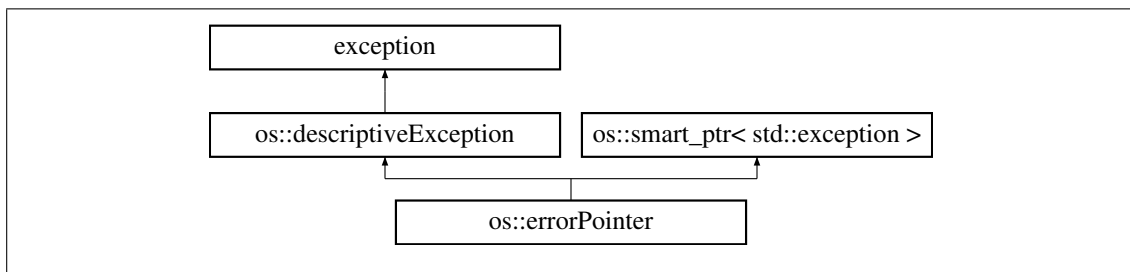 exception
os::descriptiveException
os::smart_ptr< std::exception >
os::errorPointer